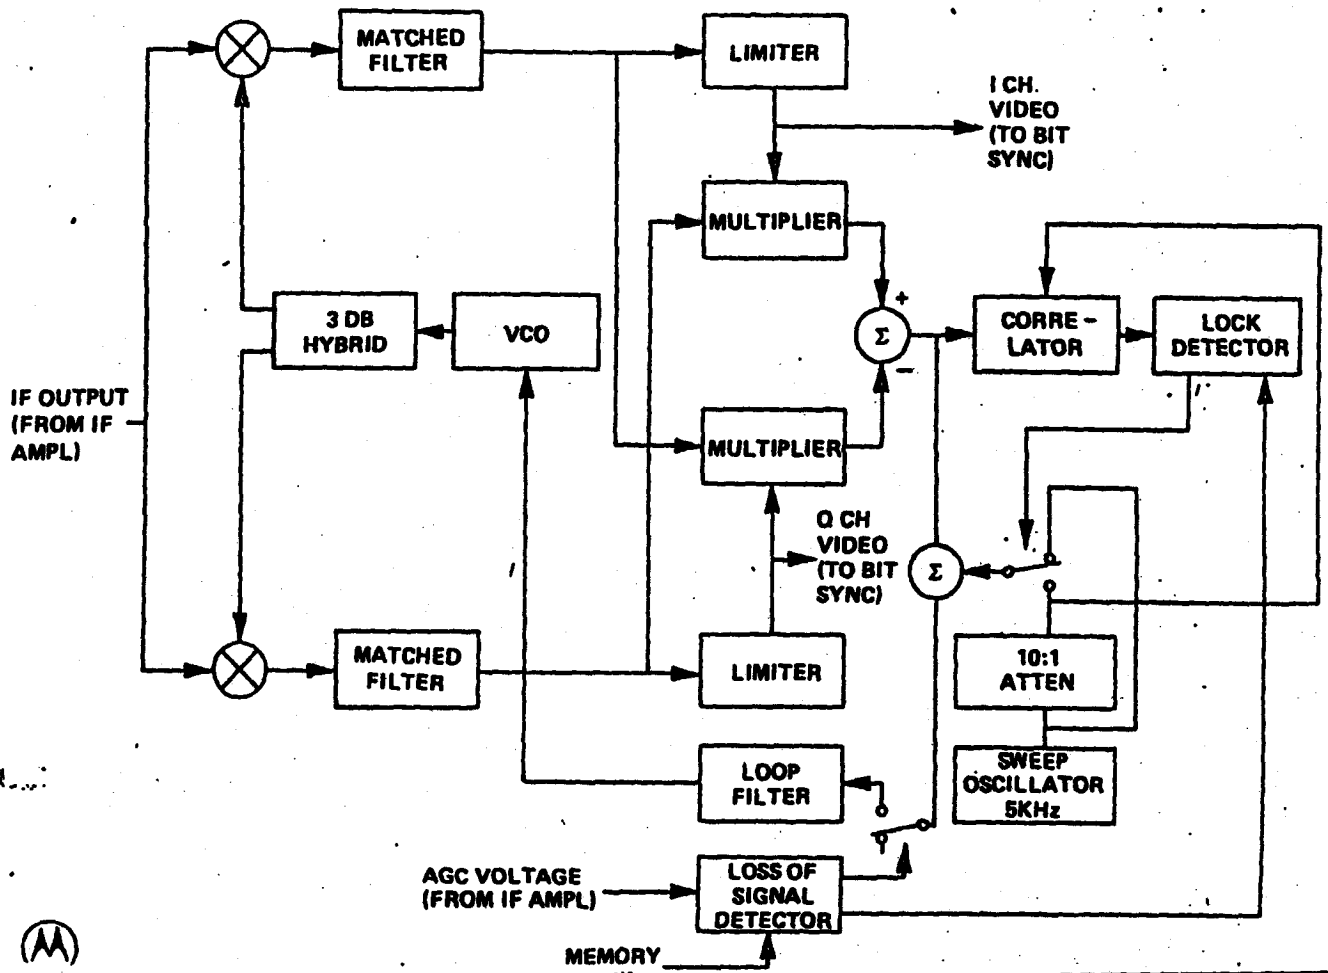 MATCHED
FILTER
LIMITER
I CH.
VIDEO
(TO BIT
SYNC)
MULTIPLIER
+
3 DB
HYBRID
VCO
Σ
CORRE -
LATOR
LOCK
DETECTOR
−
IF OUTPUT
(FROM IF
AMPL)
MULTIPLIER
Q CH
VIDEO
(TO BIT
SYNC)
Σ
MATCHED
FILTER
LIMITER
10:1
ATTEN
LOOP
FILTER
SWEEP
OSCILLATOR
5KHz
AGC VOLTAGE
(FROM IF AMPL)
LOSS OF
SIGNAL
DETECTOR
MEMORY